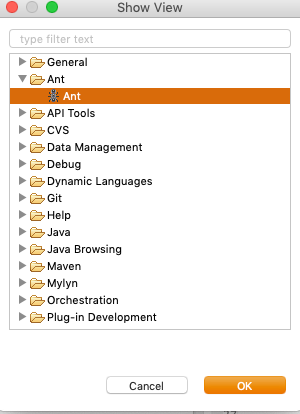 Show View
type filter text
General
Ant
Ant
API Tools
CVS
Data Management
Debug
Dynamic Languages
Git
Help
Java
Java Browsing
Maven
Mylyn
Orchestration
Plug-in Development
Cancel
OK